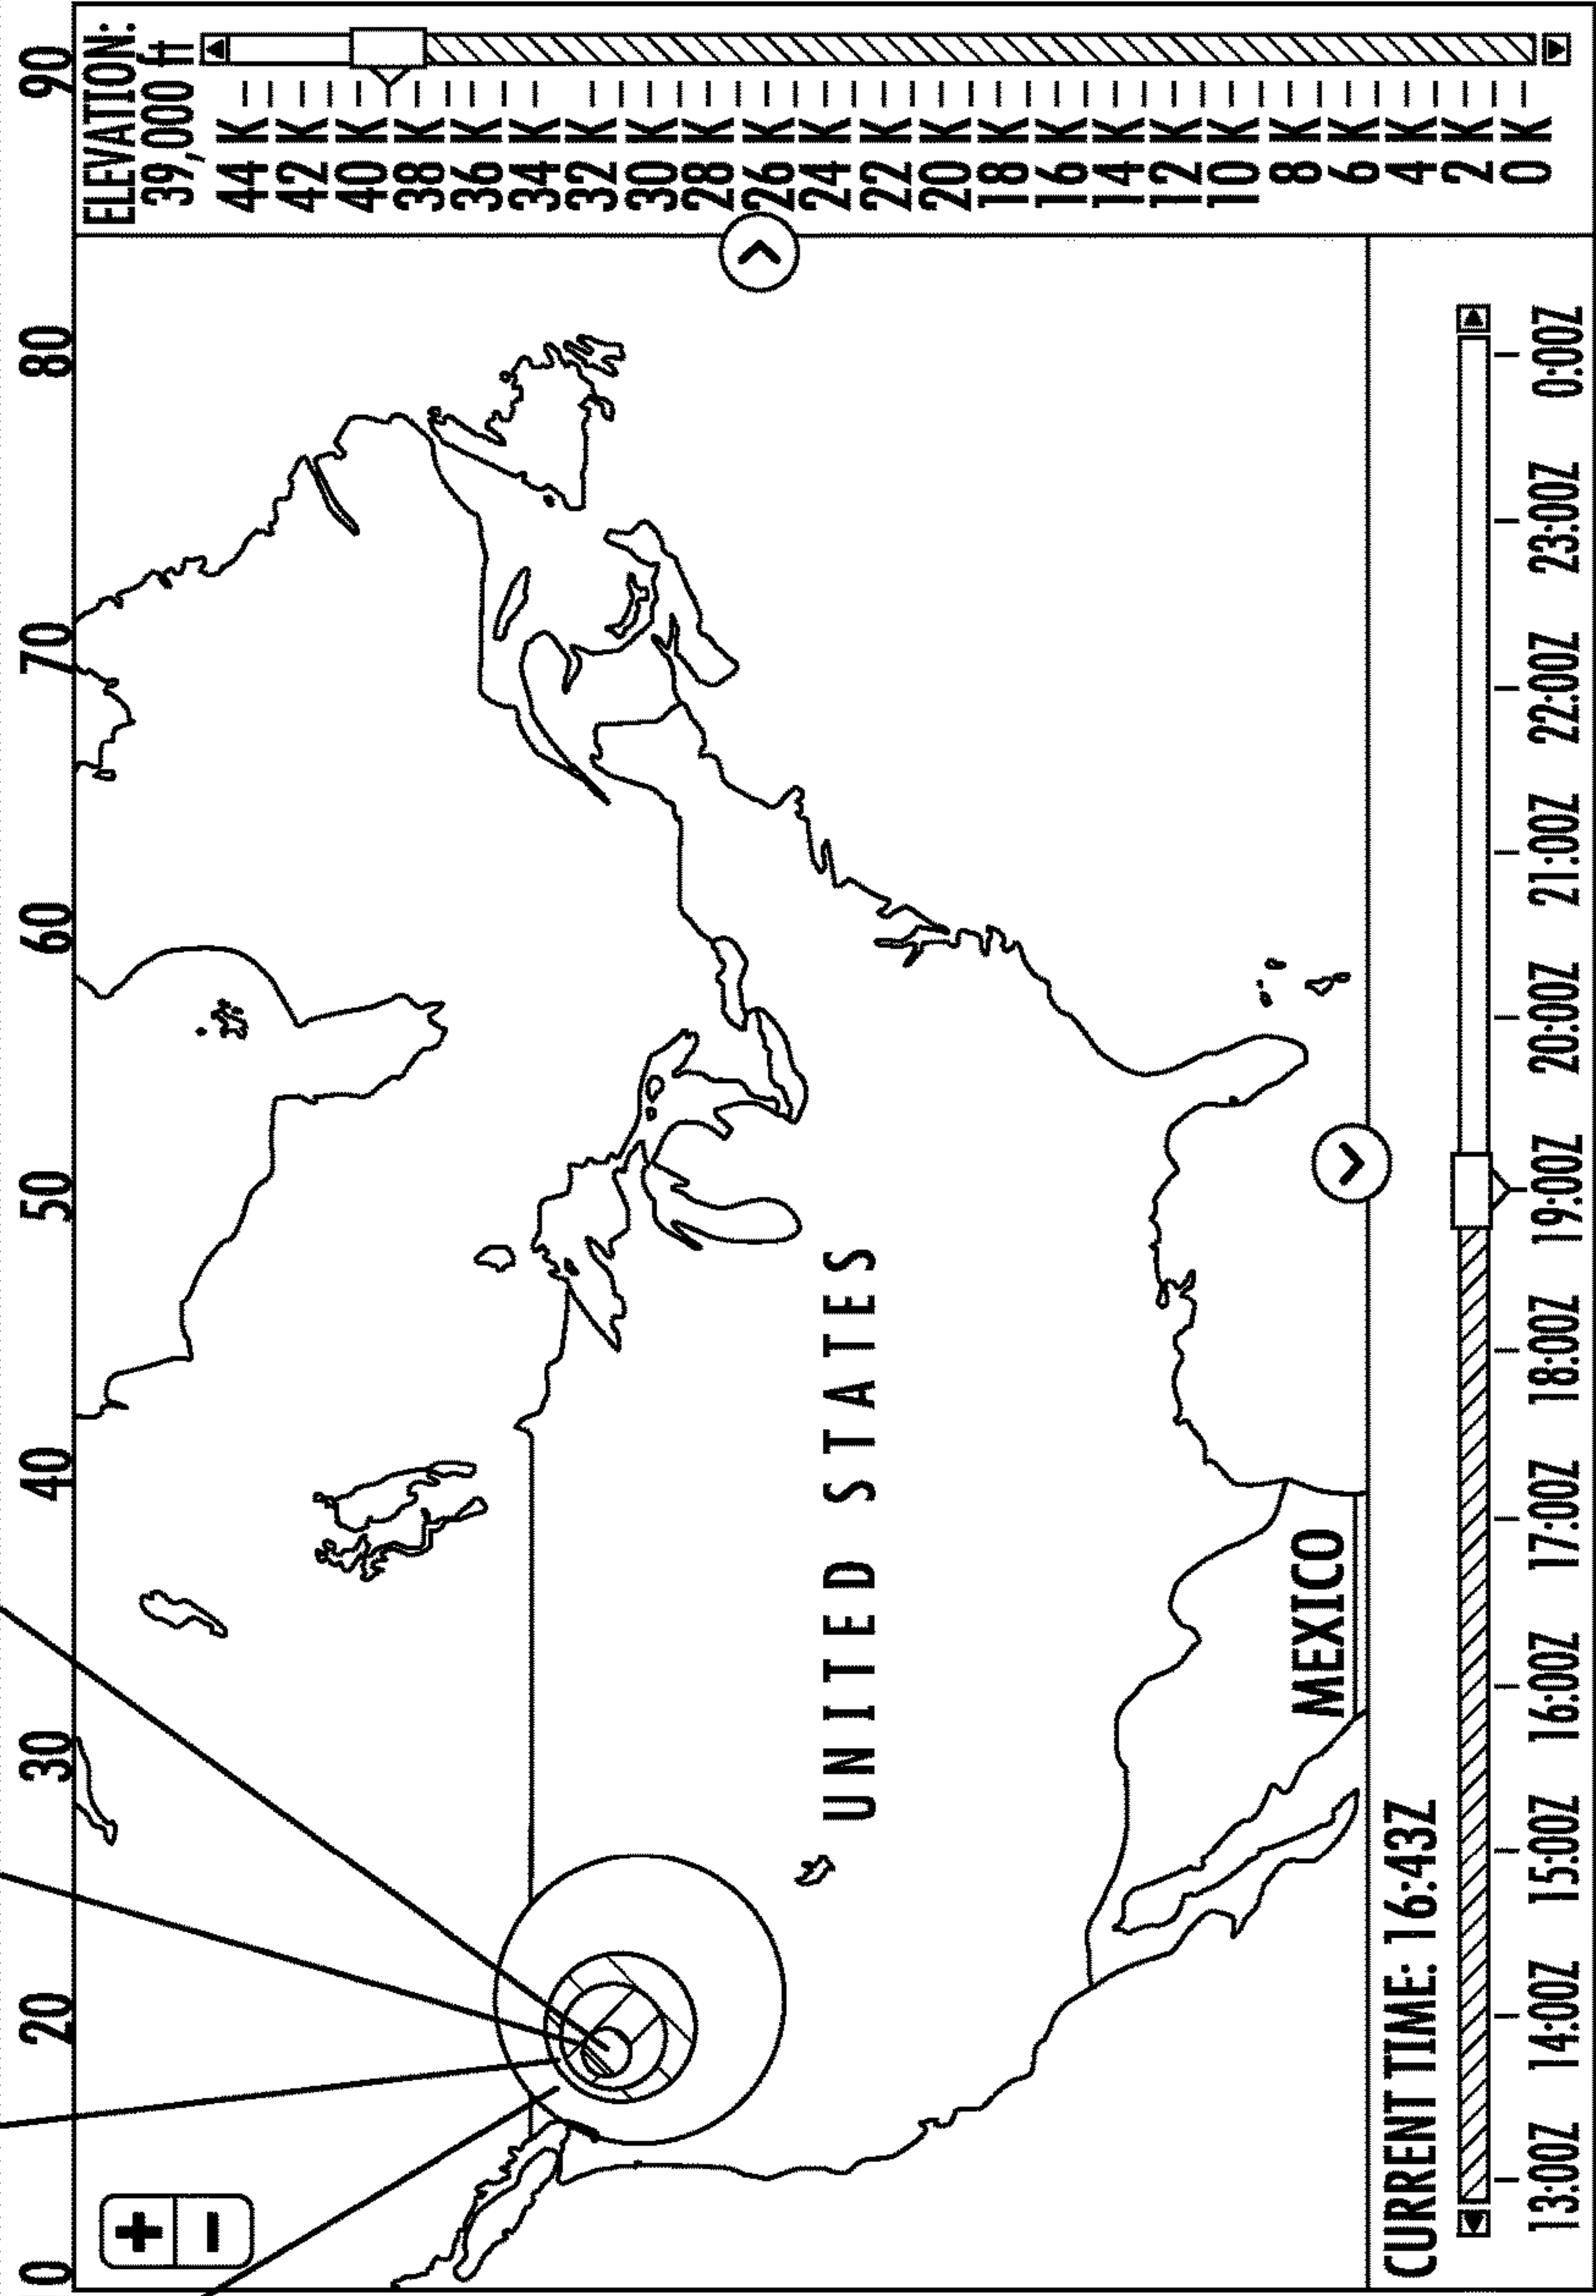 0 20 30 40 50 60 70 80 90
ELEVATION:
39,000 ft
44 K
42 K
40 K
38 K
36 K
34 K
32 K
30 K
28 K
26 K
24 K
22 K
20 K
18 K
16 K
14 K
12 K
10 K
8 K
6 K
4 K
2 K
0 K
+
−
UNITED STATES
MEXICO
CURRENT TIME: 16:43Z
13:00Z 14:00Z 15:00Z 16:00Z 17:00Z 18:00Z 19:00Z 20:00Z 21:00Z 22:00Z 23:00Z 0:00Z